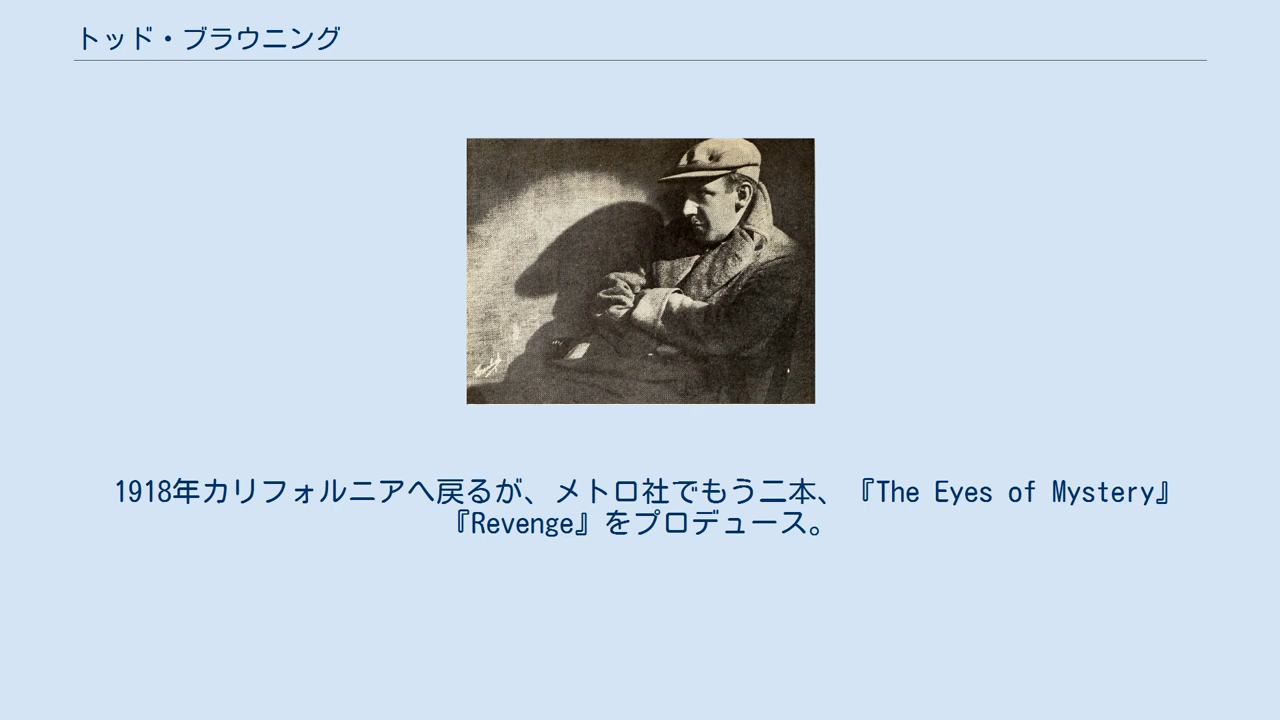 トッド・ブラウニング
1918年カリフォルニアへ戻るが、メトロ社でもう二本、『The Eyes of Mystery』
『Revenge』をプロデュース。